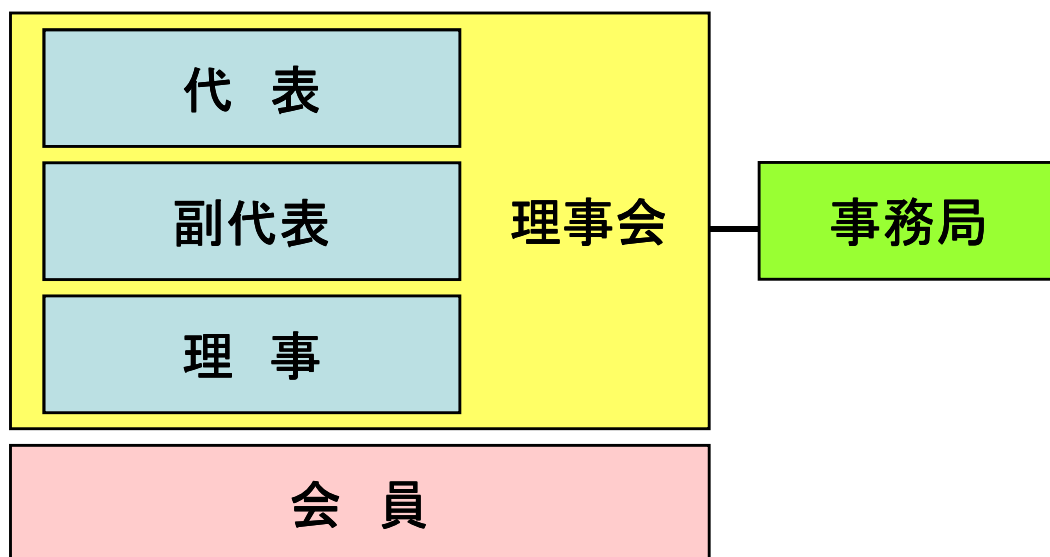 代 表
副代表
理事会
事務局
理 事
会 員